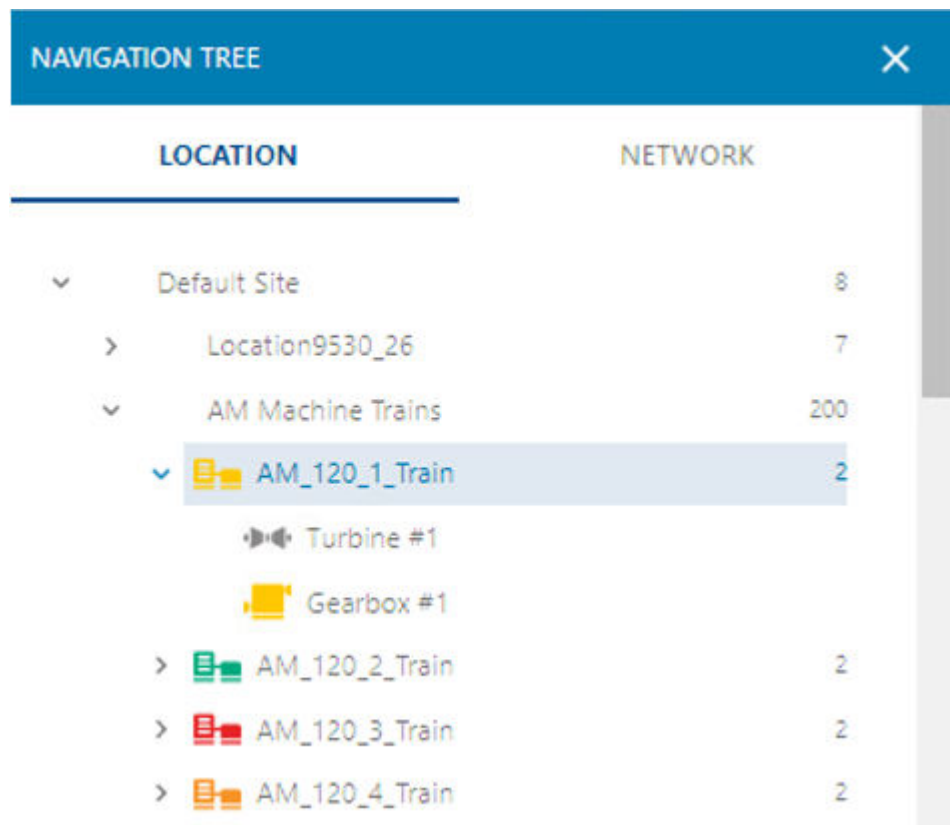 NAVIGATION TREE
LOCATION NETWORK
Default Site 8
Location9530_26 7
AM Machine Trains 200
AM_120_1_Train 2
Turbine #1
Gearbox #1
AM_120_2_Train 2
AM_120_3_Train 2
AM_120_4_Train 2